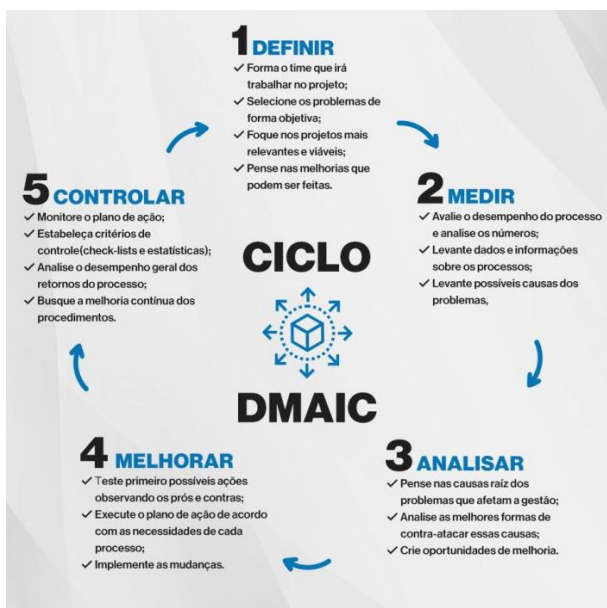 1 DEFINIR
✓ Forma o time que irá
trabalhar no projeto;
✓ Selecione os problemas de
forma objetiva;
✓ Foque nos projetos mais
relevantes e viáveis;
✓ Pense nas melhorias que
podem ser feitas.
2 MEDIR
✓ Avalie o desempenho do processo
e analise os números;
✓ Levante dados e informações
sobre os processos;
✓ Levante possíveis causas dos
problemas,
3 ANALISAR
✓ Pense nas causas raíz dos
problemas que afetam a gestão;
✓ Analise as melhores formas de
contra-atacar essas causas;
✓ Crie oportunidades de melhoria.
4 MELHORAR
✓ Teste primeiro possíveis ações
observando os prós e contras;
✓ Execute o plano de ação de acordo
com as necessidades de cada
processo;
✓ Implemente as mudanças.
5 CONTROLAR
✓ Monitore o plano de ação;
✓ Estabeleça critérios de
controle(check-lists e estatísticas);
✓ Analise o desempenho geral dos
retornos do processo;
✓ Busque a melhoria contínua dos
procedimentos.
CICLO
DMAIC